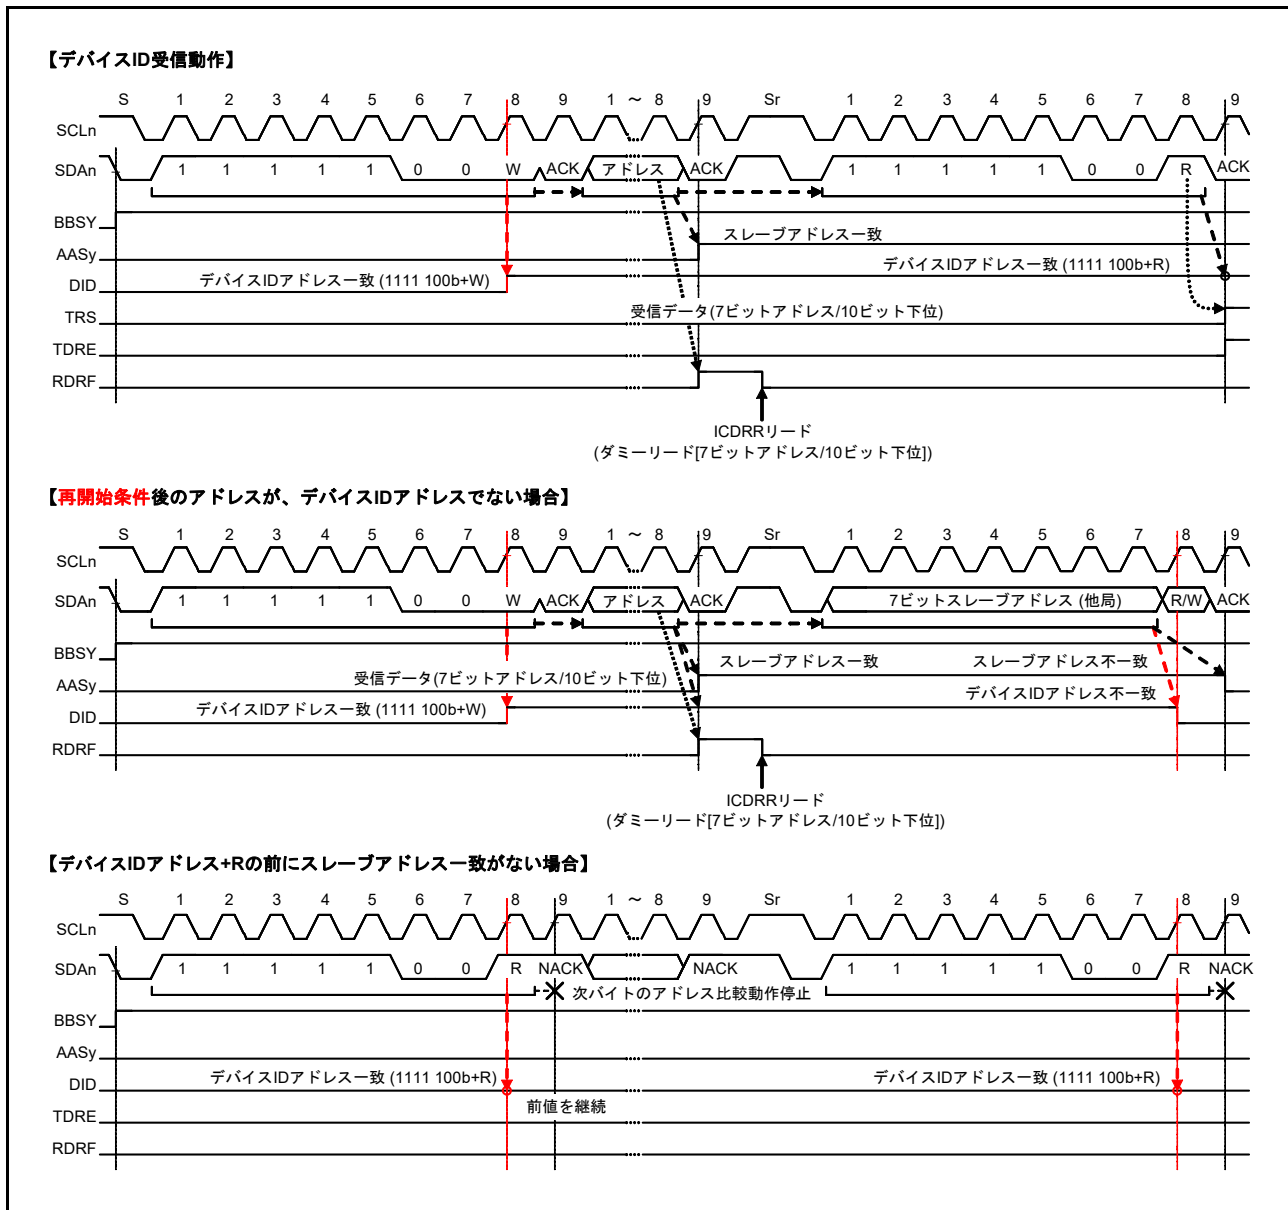 【デバイスID受信動作】
S 1 2 3 4 5 6 7 8 9 1 ～ 8 9 Sr 1 2 3 4 5 6 7 8 9
SCLn
SDAn 1 1 1 1 1 0 0 W ACK アドレス ACK 1 1 1 1 1 0 0 R ACK
BBSY
スレーブアドレス一致
AASy
デバイスIDアドレス一致 (1111 100b+R)
DID デバイスIDアドレス一致 (1111 100b+W)
TRS 受信データ(7ビットアドレス/10ビット下位)
TDRE
RDRF
ICDRRリード
(ダミーリード[7ビットアドレス/10ビット下位])
【再開始条件後のアドレスが、デバイスIDアドレスでない場合】
S 1 2 3 4 5 6 7 8 9 1 ～ 8 9 Sr 1 2 3 4 5 6 7 8 9
SCLn
SDAn 1 1 1 1 1 0 0 W ACK アドレス ACK 7ビットスレーブアドレス (他局) R/W ACK
BBSY スレーブアドレス一致 スレーブアドレス不一致
AASy 受信データ(7ビットアドレス/10ビット下位) デバイスIDアドレス不一致
DID デバイスIDアドレス一致 (1111 100b+W)
RDRF
ICDRRリード
(ダミーリード[7ビットアドレス/10ビット下位])
【デバイスIDアドレス+Rの前にスレーブアドレス一致がない場合】
S 1 2 3 4 5 6 7 8 9 1 ～ 8 9 Sr 1 2 3 4 5 6 7 8 9
SCLn
SDAn 1 1 1 1 1 0 0 R NACK NACK 1 1 1 1 1 0 0 R NACK
次バイトのアドレス比較動作停止
BBSY
AASy
DID デバイスIDアドレス一致 (1111 100b+R) デバイスIDアドレス一致 (1111 100b+R)
前値を継続
TDRE
RDRF